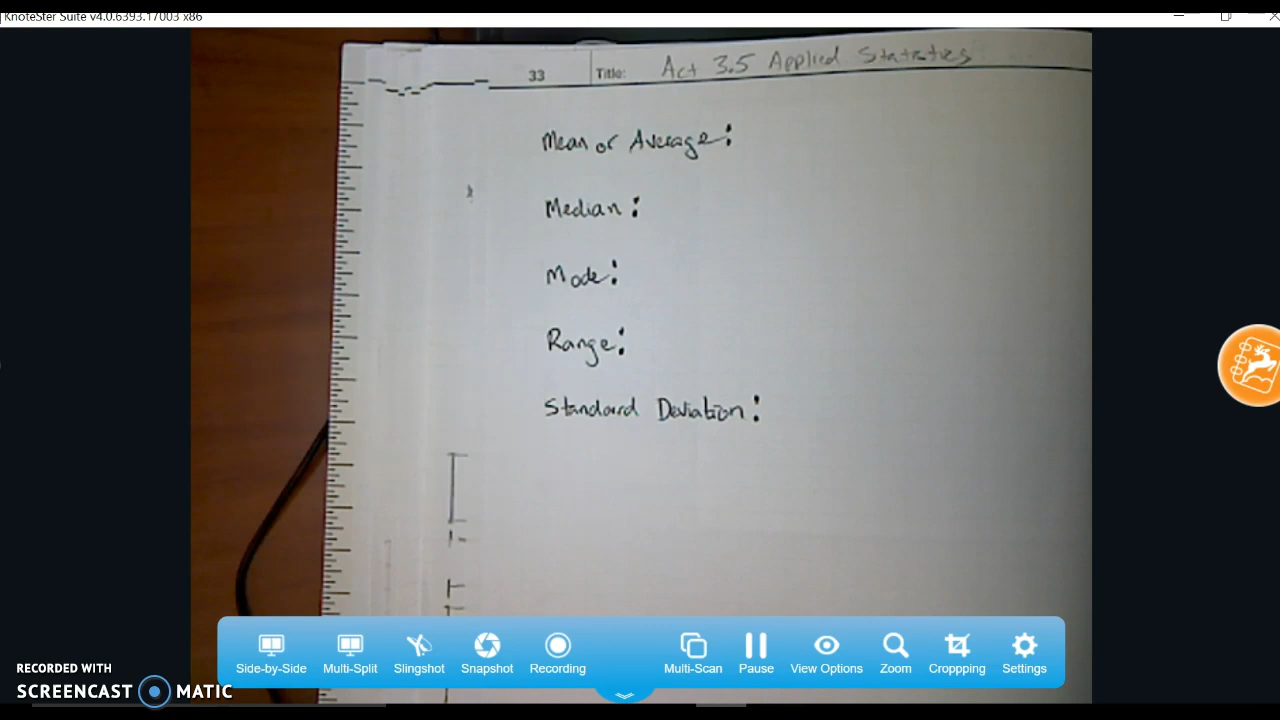 KnoteSter Suite v4.0.6393.17003 x86
33 Title: Act 3.5 Applied Statistics
Mean or Average:
Median:
Mode:
Range:
Standard Deviation:
Side-by-Side Multi-Split Slingshot Snapshot Recording Multi-Scan Pause View Options Zoom Croppping Settings
RECORDED WITH
SCREENCAST MATIC